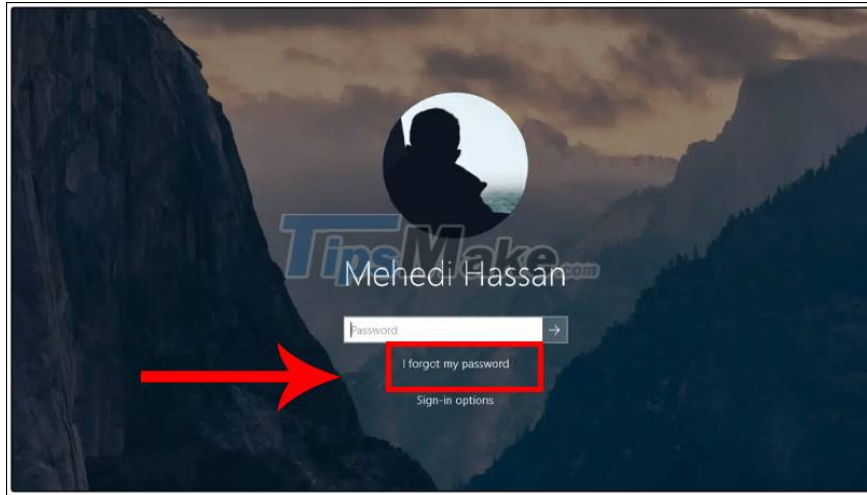 TipsMake.com
Mehedi Hassan
Password
I forgot my password
Sign-in options